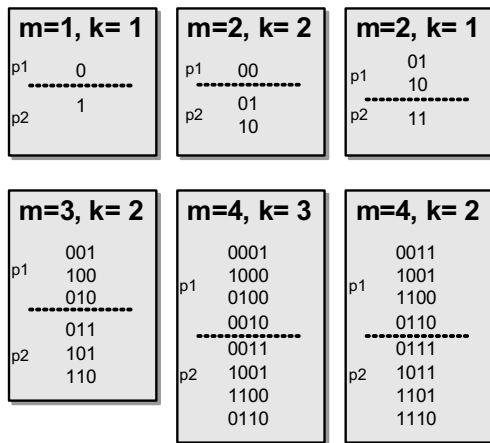 m=1, k= 1
p1 0
p2 1
m=2, k= 2
p1 00
p2 01
10
m=2, k= 1
01
p1 10
p2 11
m=3, k= 2
001
p1 100
010
011
p2 101
110
m=4, k= 3
0001
1000
p1 0100
0010
0011
p2 1001
1100
0110
m=4, k= 2
0011
1001
p1 1100
0110
0111
p2 1011
1101
1110